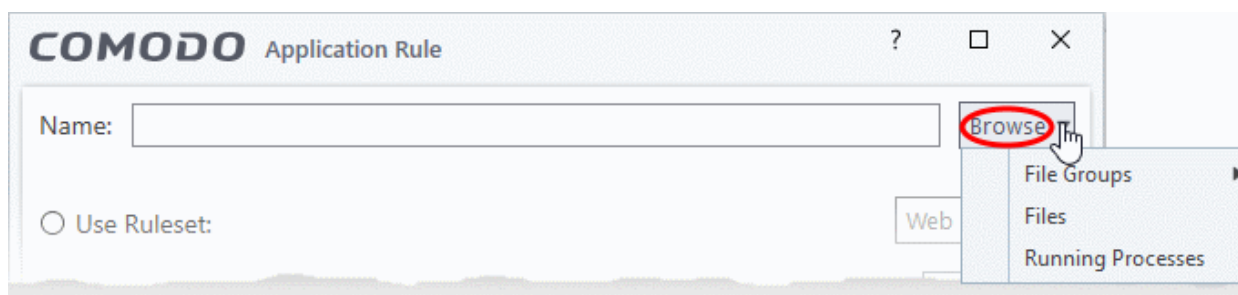 COMODO Application Rule ?
Name: Browse
File Groups
Use Ruleset: Web
Files
Running Processes